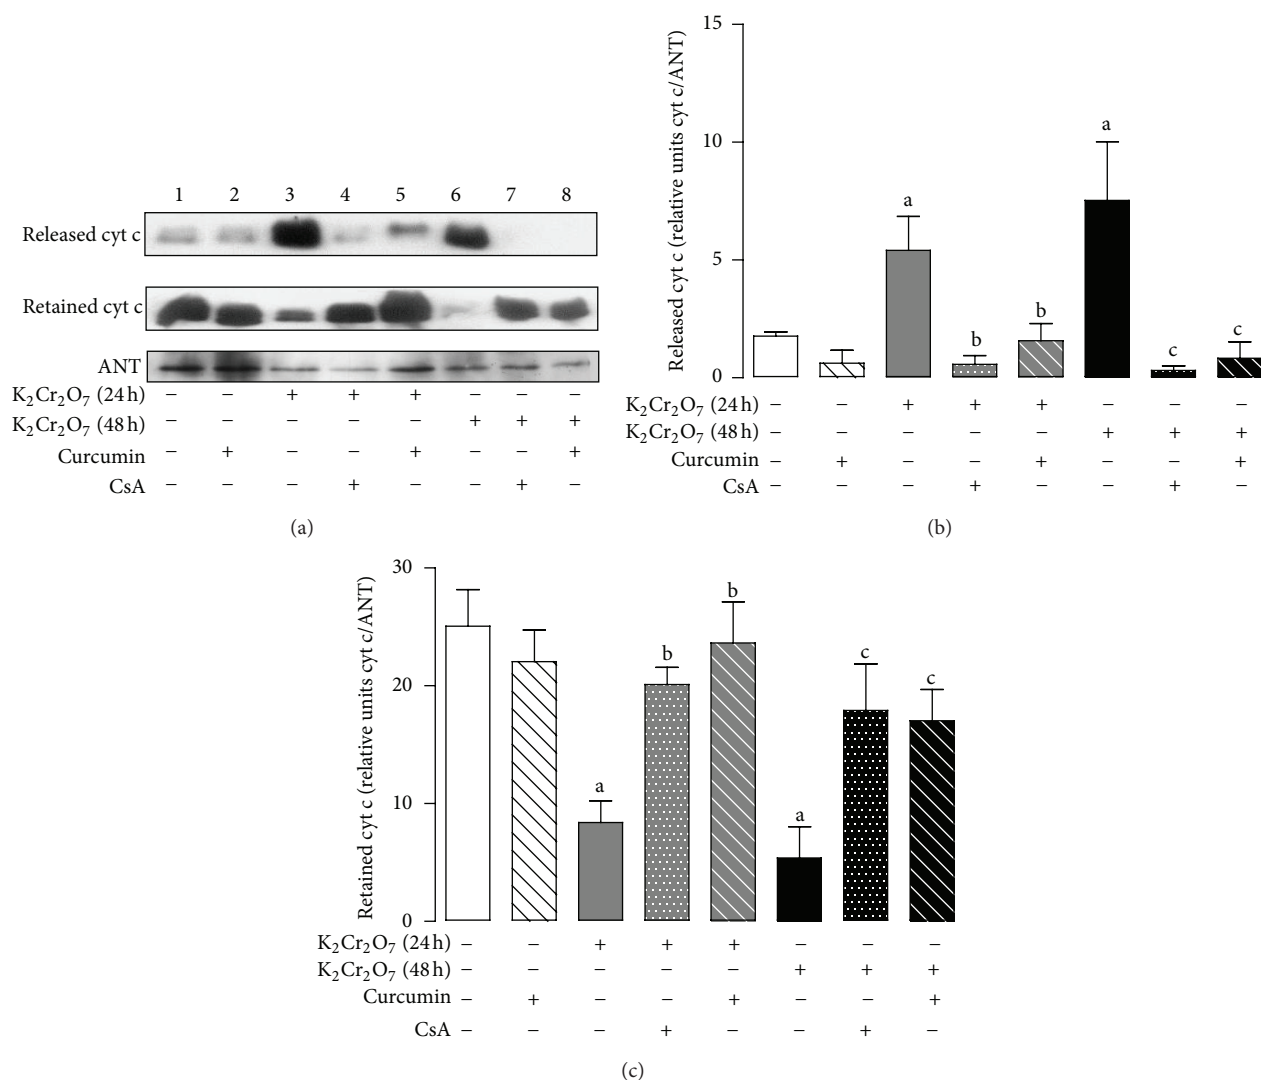 1 2 3 4 5 6 7 8
Released cyt c
Retained cyt c
ANT
K₂Cr₂O₇ (24 h) − − + + + − − −
K₂Cr₂O₇ (48 h) − − − − − + + +
Curcumin − + − − + − − +
CsA − − − + − − + −
(a)
Released cyt c (relative units cyt c/ANT)
15
10
5
0
a
b
b
a
c
c
K₂Cr₂O₇ (24 h) − − + + + − − −
K₂Cr₂O₇ (48 h) − − − − − + + +
Curcumin − + − − + − − +
CsA − − − + − − + −
(b)
Retained cyt c (relative units cyt c/ANT)
30
20
10
0
a
b
b
a
c
c
K₂Cr₂O₇ (24 h) − − + + + − − −
K₂Cr₂O₇ (48 h) − − − − − + + +
Curcumin − + − − + − − +
CsA − − − + − − + −
(c)